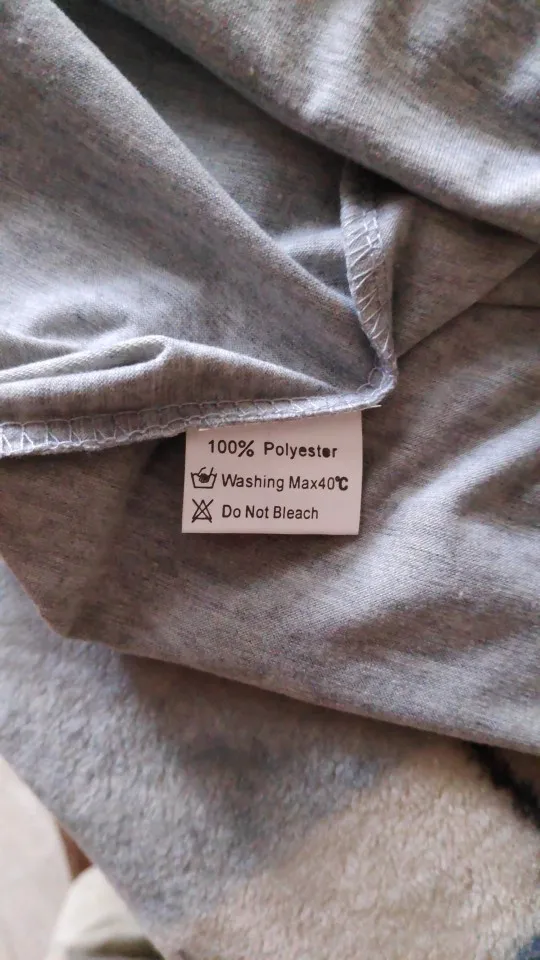 100% Polyester
Washing Max40℃
Do Not Bleach